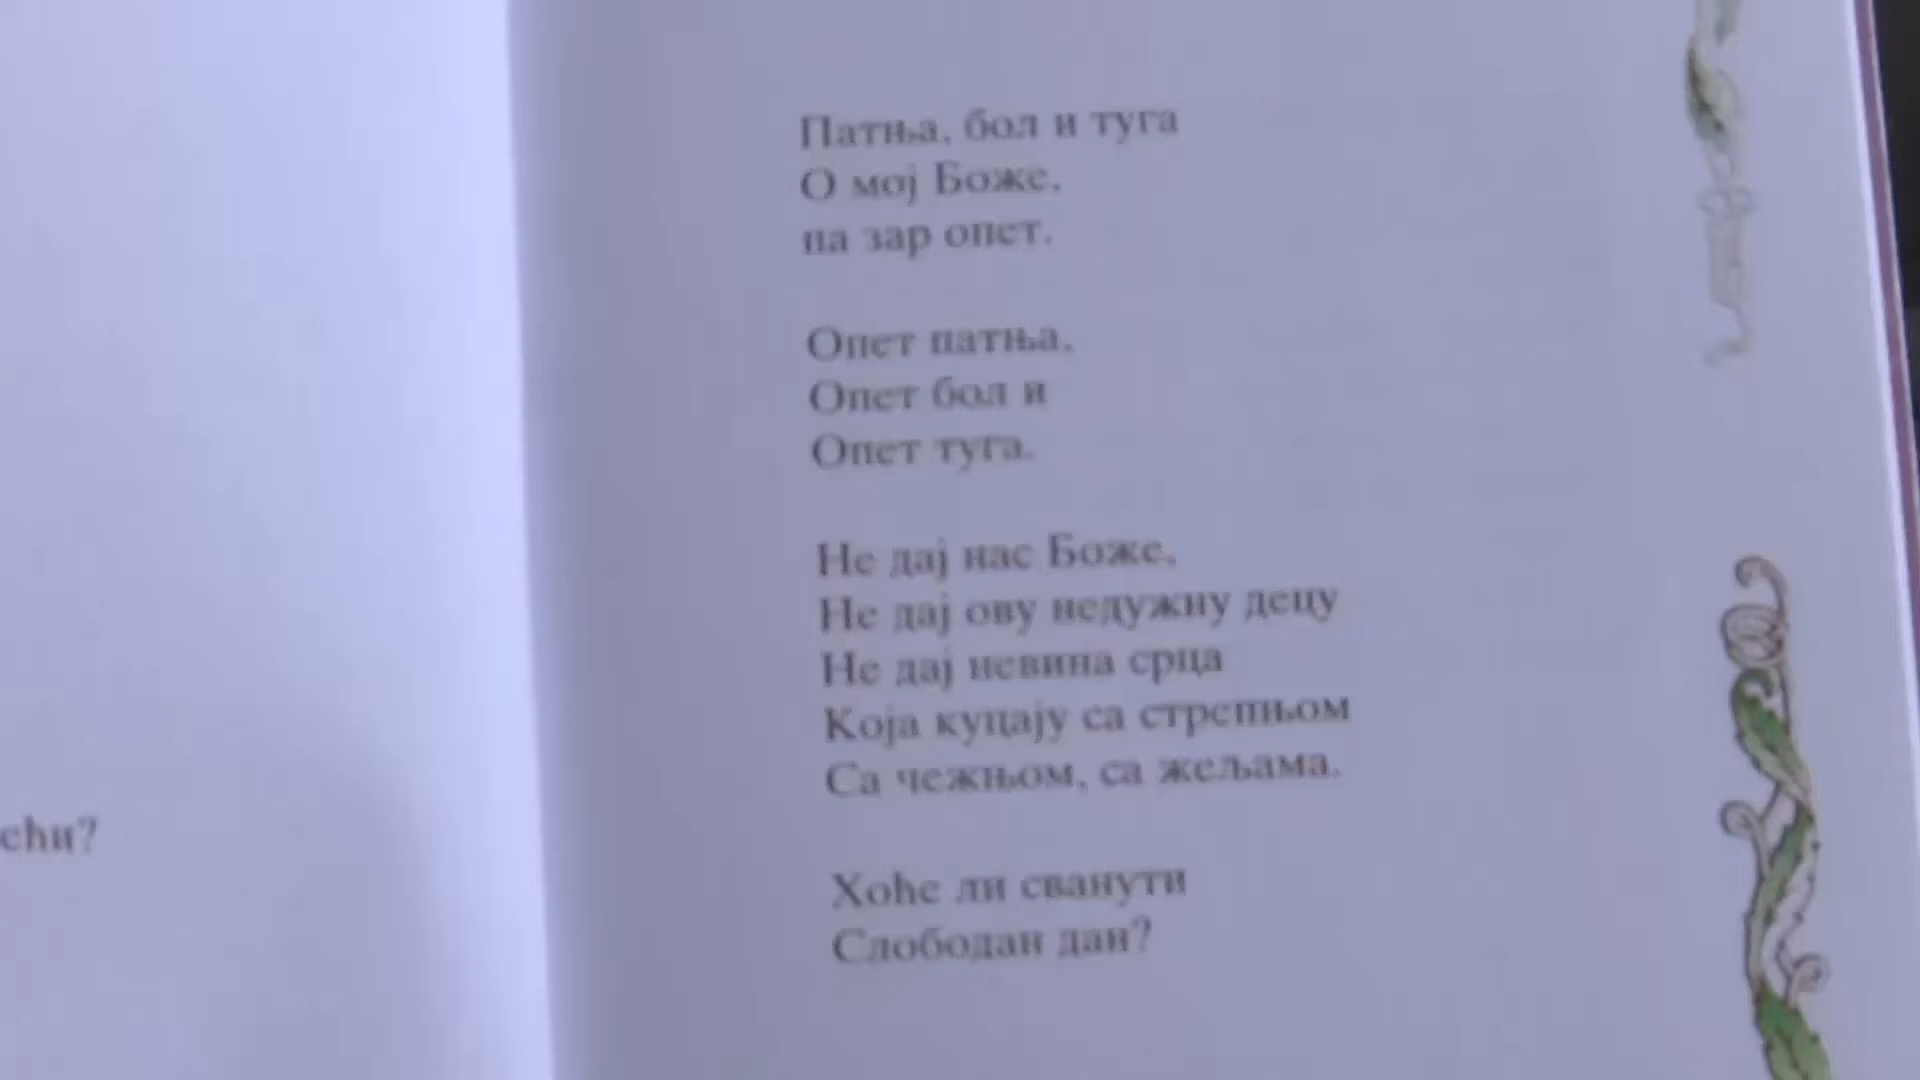 ећи?
Патња, бол и туга
О мој Боже,
па зар опет.
Опет патња,
Опет бол и
Опет туга.
Не дај нас Боже,
Не дај ову недужну децу
Не дај невина срца
Која куцају са стрепњом
Са чежњом, са жељама.
Хоће ли сванути
Слободан дан?